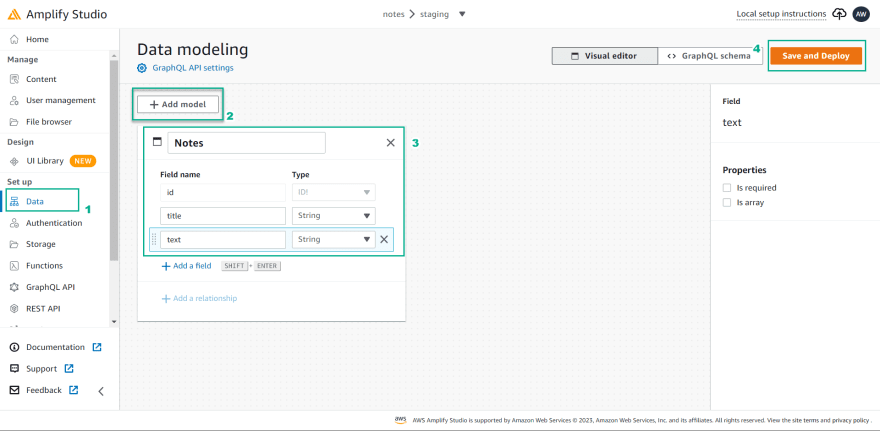 Amplify Studio
notes > staging
Local setup instructions
AW
Home
Manage
Content
User management
File browser
Design
UI Library NEW
Set up
Data
1
Authentication
Storage
Functions
GraphQL API
REST API
Documentation
Support
Feedback
Data modeling
GraphQL API settings
Visual editor
GraphQL schema
4
Save and Deploy
+ Add model
2
Notes
3
Field name Type
id ID!
title String
text String
+ Add a field SHIFT + ENTER
+ Add a relationship
Field
text
Properties
Is required
Is array
aws AWS Amplify Studio is supported by Amazon Web Services © 2023, Amazon Web Services, Inc. and its affiliates. All rights reserved. View the site terms and privacy policy .